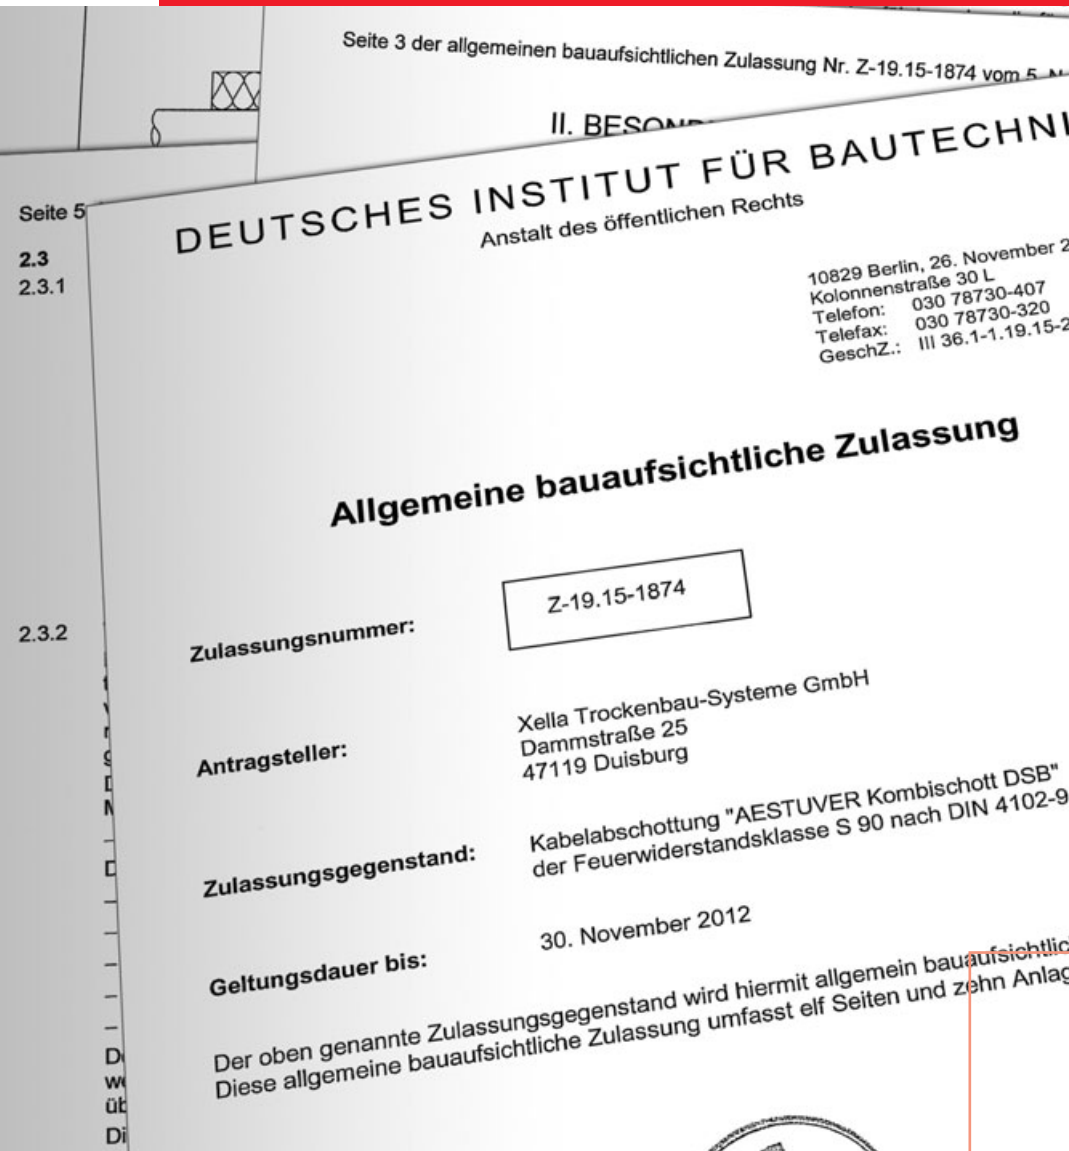 Seite 3 der allgemeinen bauaufsichtlichen Zulassung Nr. Z-19.15-1874 vom 5.
II.
Seite 5
2.3
2.3.1
2.3.2
DEUTSCHES INSTITUT FÜR BAUTECHNI
Anstalt des öffentlichen Rechts
10829 Berlin, 26. November 2
Kolonnenstraße 30 L
Telefon: 030 78730-407
Telefax: 030 78730-320
GeschZ.: III 36.1-1.19.15-2
Allgemeine bauaufsichtliche Zulassung
Zulassungsnummer:
Z-19.15-1874
Antragsteller:
Xella Trockenbau-Systeme GmbH
Dammstraße 25
47119 Duisburg
Zulassungsgegenstand:
Kabelabschottung "AESTUVER Kombischott DSB"
der Feuerwiderstandsklasse S 90 nach DIN 4102-9
Geltungsdauer bis:
30. November 2012
Der oben genannte Zulassungsgegenstand wird hiermit allgemein bauaufsichtlic
Diese allgemeine bauaufsichtliche Zulassung umfasst elf Seiten und zehn Anlag
üb
Di